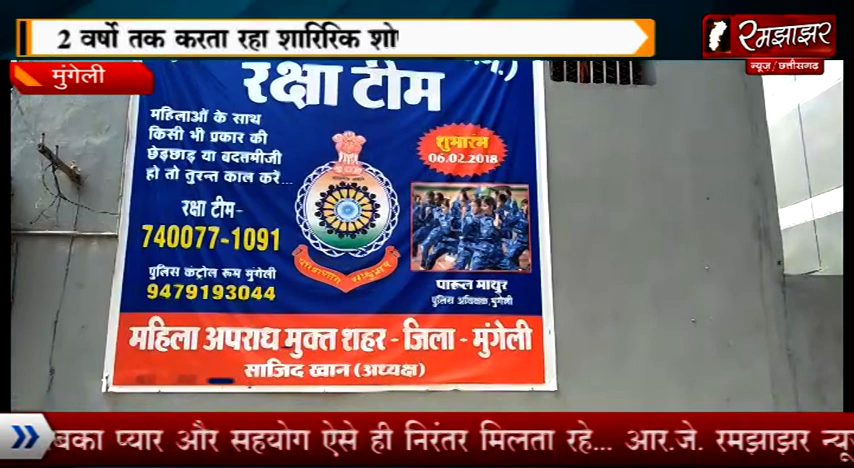 2 वर्षो तक करता रहा शारिरिक शो
रमझाझर
न्यूज/छत्तीसगढ़
मुंगेली
रक्षा टीम
महिलाओं के साथ
किसी भी प्रकार की
छेड़छाड़ या बदतमीजी
हो तो तुरन्त काल करें...
रक्षा टीम-
740077-1091
पुलिस कंट्रोल रूम मुंगेली
9479193044
शुभारंभ
06.02.2018
पारूल माथुर
पुलिस अधिक्षक, मुंगेली
महिला अपराध मुक्त शहर - जिला - मुंगेली
साजिद खान (अध्यक्ष)
बका प्यार और सहयोग ऐसे ही निरंतर मिलता रहे... आर.जे. रमझाझर न्यू